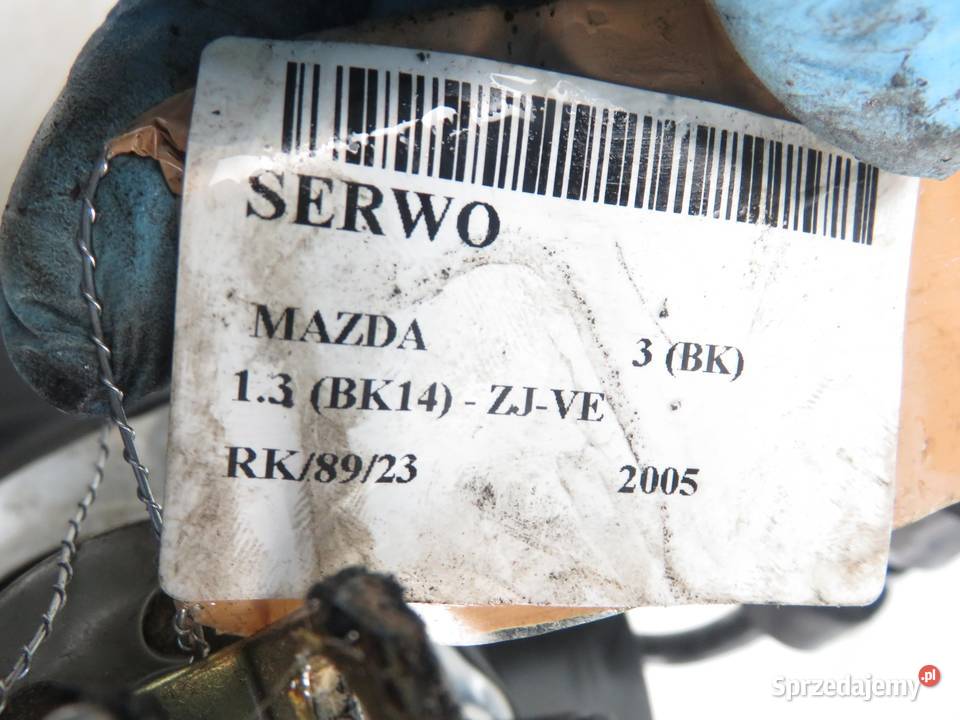 SERWO
MAZDA 3 (BK)
1.3 (BK14) - ZJ-VE
RK/89/23 2005
Sprzedajemy.pl